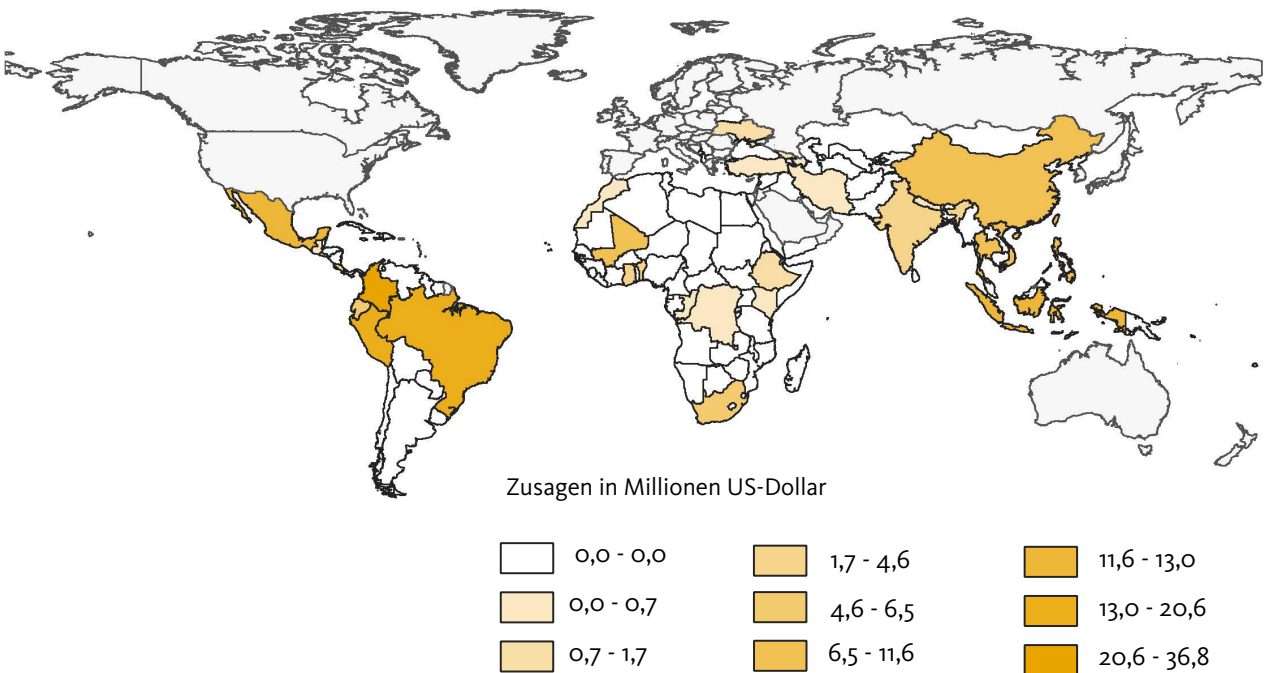 Zusagen in Millionen US-Dollar
0,0 - 0,0
0,0 - 0,7
0,7 - 1,7
1,7 - 4,6
4,6 - 6,5
6,5 - 11,6
11,6 - 13,0
13,0 - 20,6
20,6 - 36,8